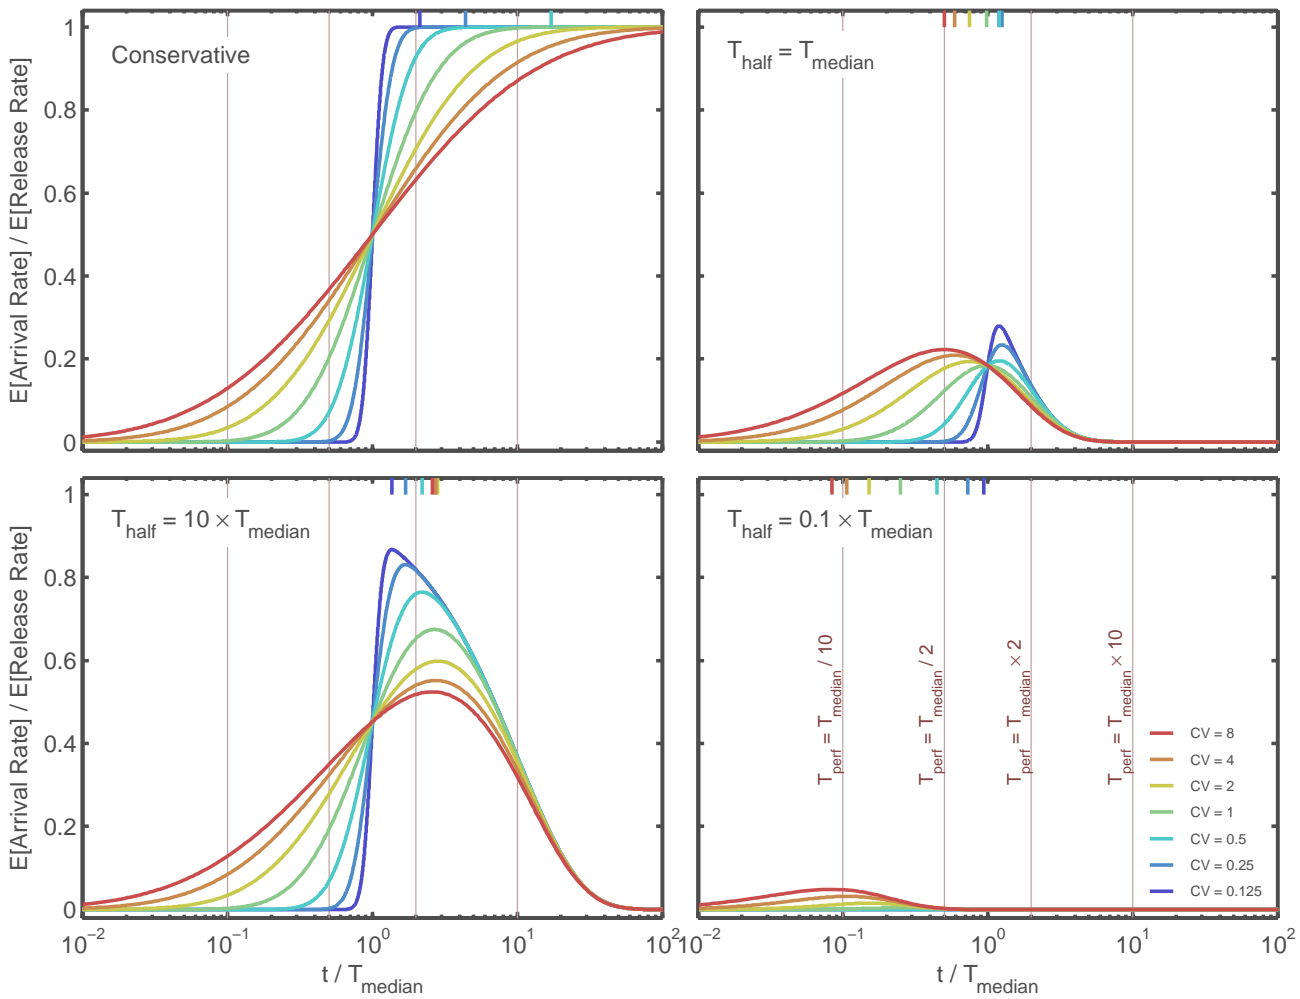 Conservative
T_half = T_median
E[Arrival Rate] / E[Release Rate]
1
0.8
0.6
0.4
0.2
0
T_half = 10 × T_median
T_half = 0.1 × T_median
E[Arrival Rate] / E[Release Rate]
1
0.8
0.6
0.4
0.2
0
T_perf = T_median / 10
T_perf = T_median / 2
T_perf = T_median × 2
T_perf = T_median × 10
CV = 8
CV = 4
CV = 2
CV = 1
CV = 0.5
CV = 0.25
CV = 0.125
10^−2 10^−1 10^0 10^1 10^2
10^−2 10^−1 10^0 10^1 10^2
t / T_median
t / T_median